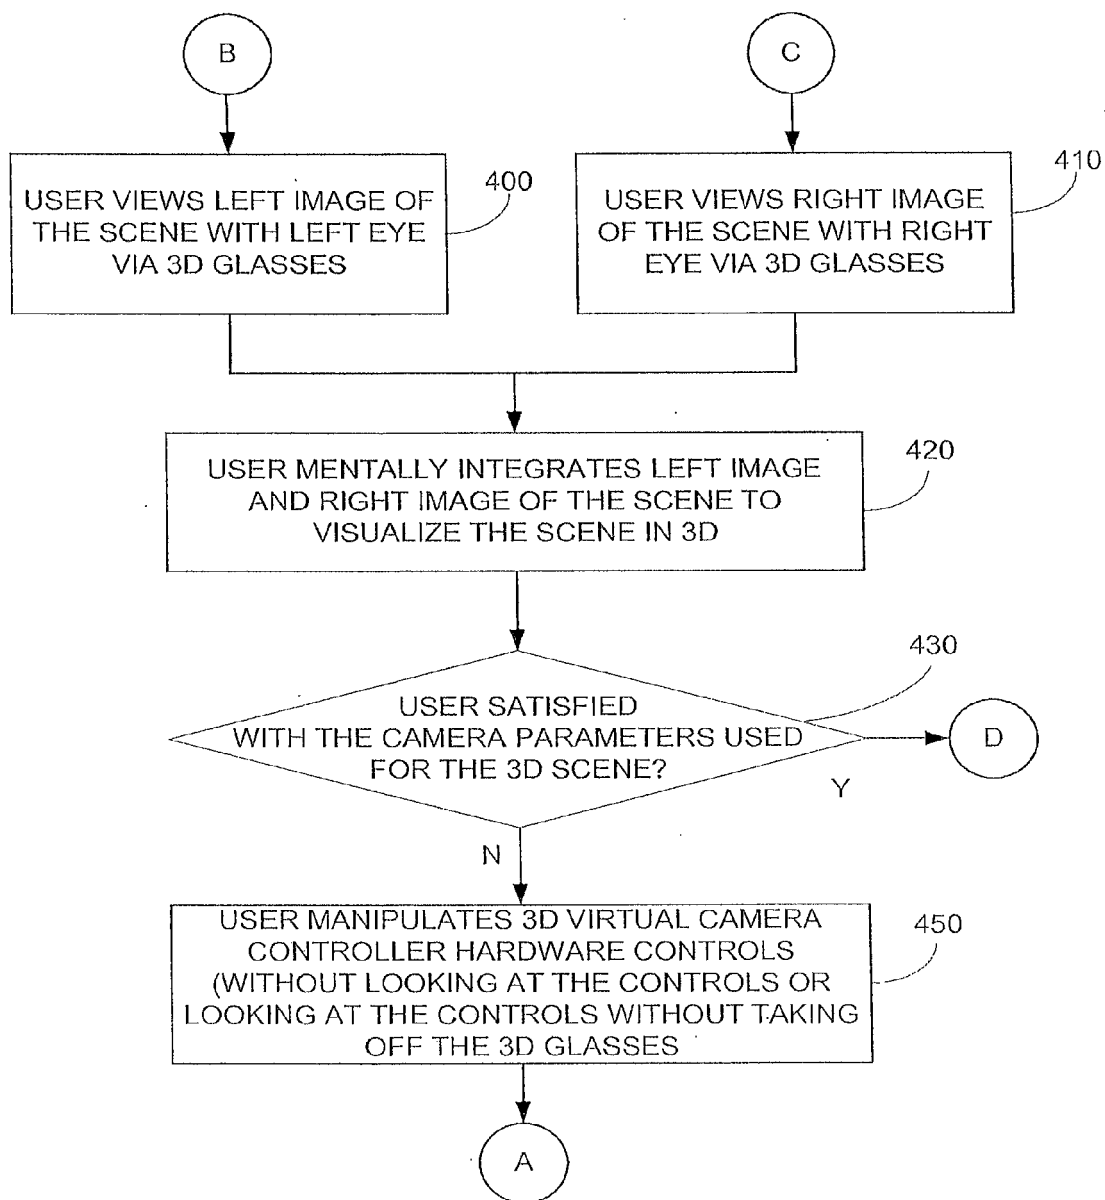 B
C
USER VIEWS LEFT IMAGE OF
THE SCENE WITH LEFT EYE
VIA 3D GLASSES
400
USER VIEWS RIGHT IMAGE
OF THE SCENE WITH RIGHT
EYE VIA 3D GLASSES
410
USER MENTALLY INTEGRATES LEFT IMAGE
AND RIGHT IMAGE OF THE SCENE TO
VISUALIZE THE SCENE IN 3D
420
430
USER SATISFIED
WITH THE CAMERA PARAMETERS USED
FOR THE 3D SCENE?
D
Y
N
USER MANIPULATES 3D VIRTUAL CAMERA
CONTROLLER HARDWARE CONTROLS
(WITHOUT LOOKING AT THE CONTROLS OR
LOOKING AT THE CONTROLS WITHOUT TAKING
OFF THE 3D GLASSES
450
A